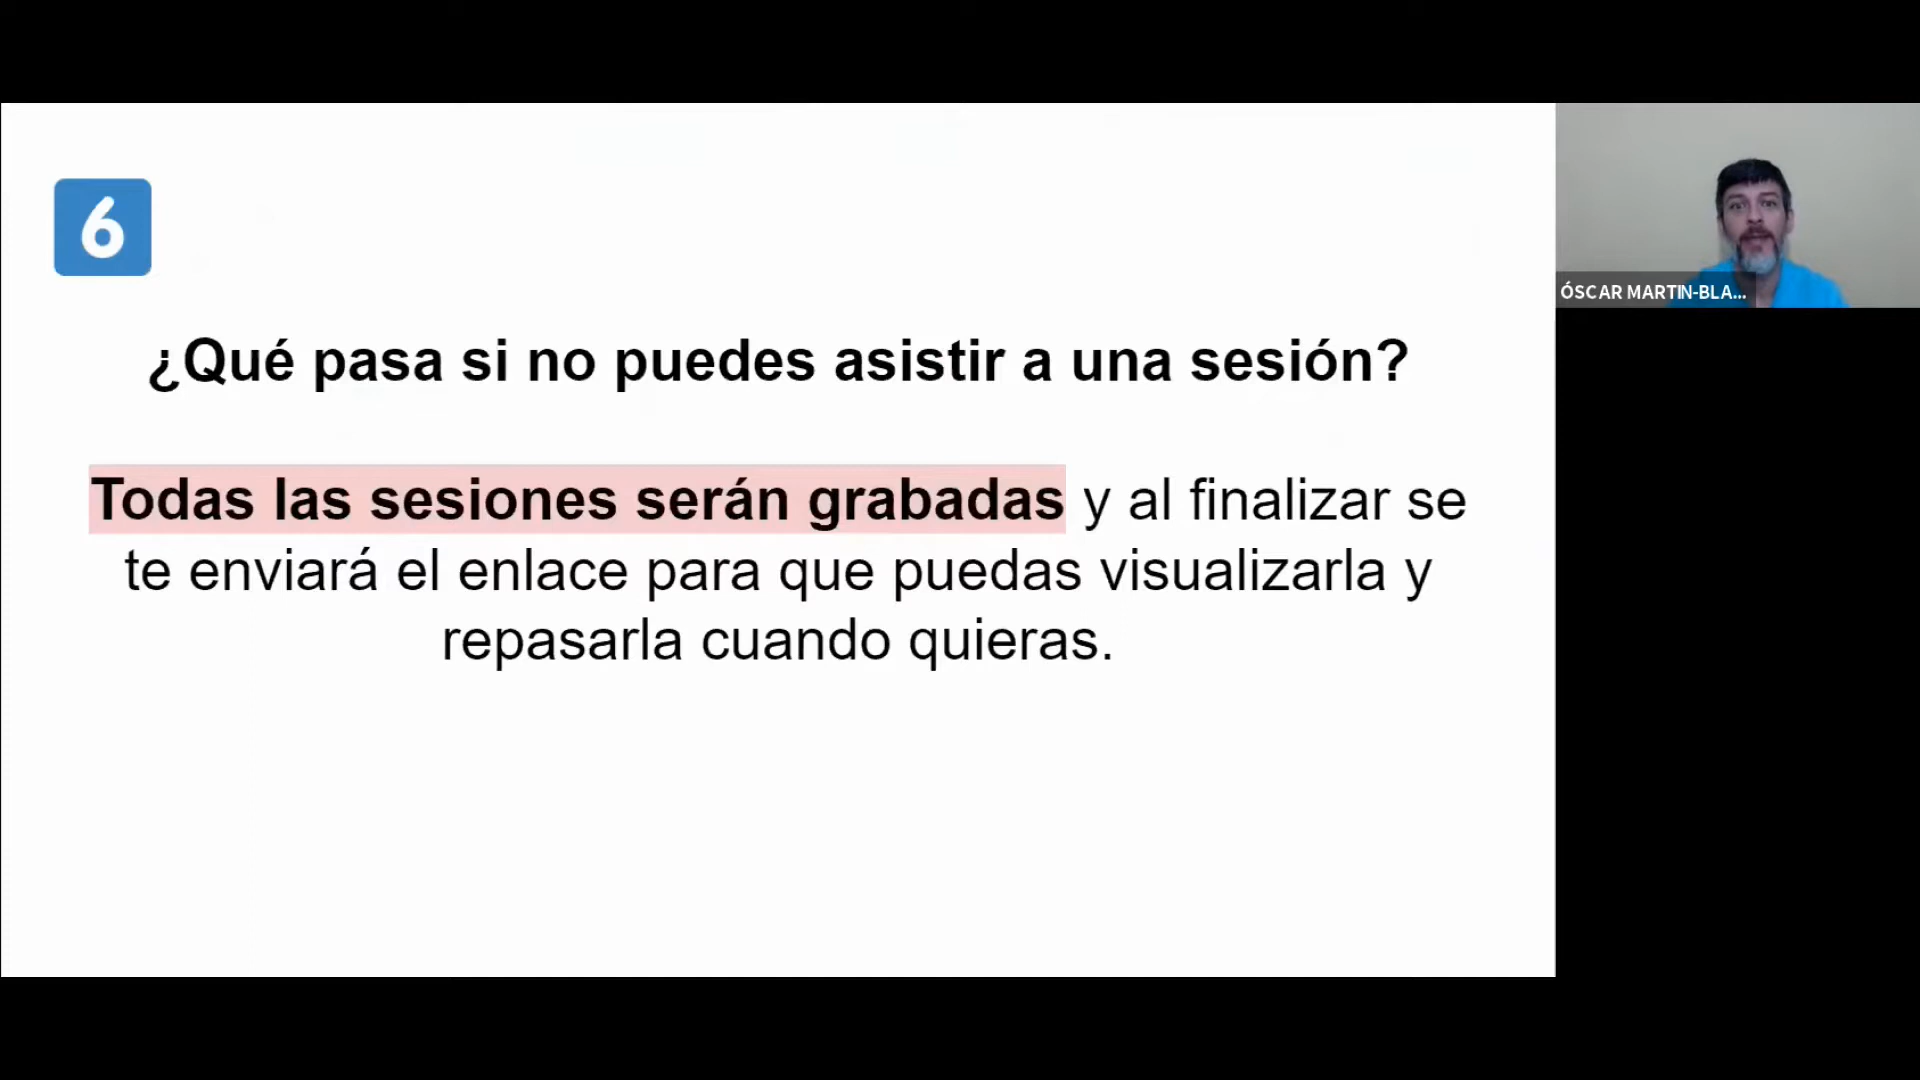 6
¿Qué pasa si no puedes asistir a una sesión?
Todas las sesiones serán grabadas y al finalizar se
te enviará el enlace para que puedas visualizarla y
repasarla cuando quieras.
ÓSCAR MARTIN-BLA...